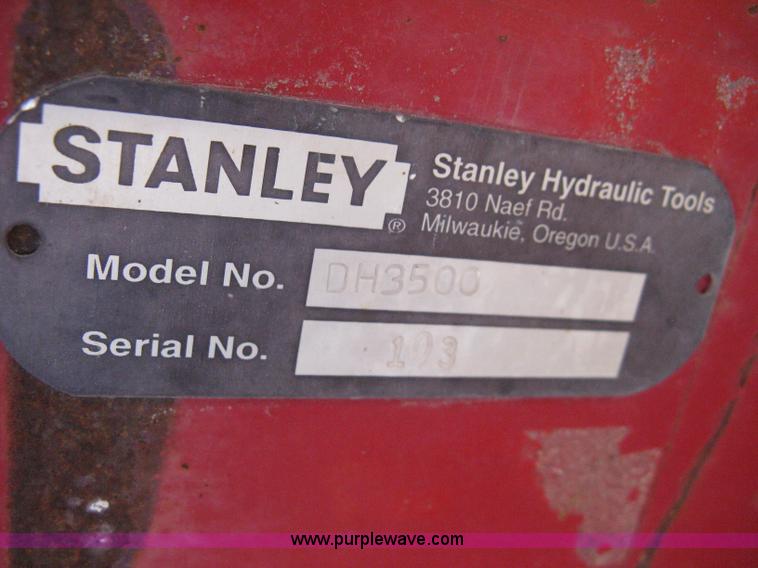 STANLEY®
Stanley Hydraulic Tools
3810 Naef Rd.
Milwaukie, Oregon U.S.A.
Model No. DH3500
Serial No. 193
www.purplewave.com